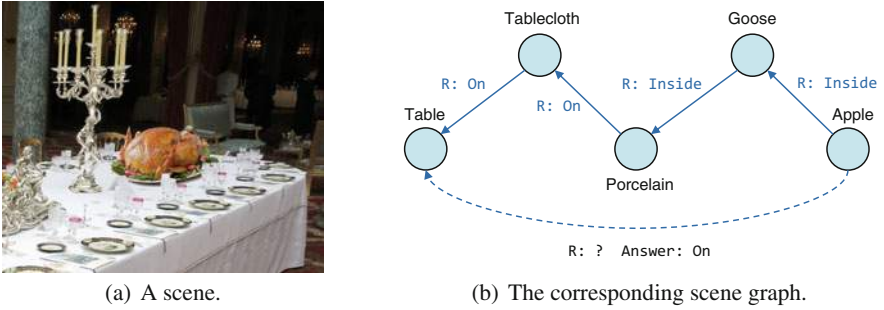 Tablecloth
Goose
R: On
R: Inside
R: Inside
Table
R: On
Apple
Porcelain
R: ? Answer: On
(a) A scene.
(b) The corresponding scene graph.